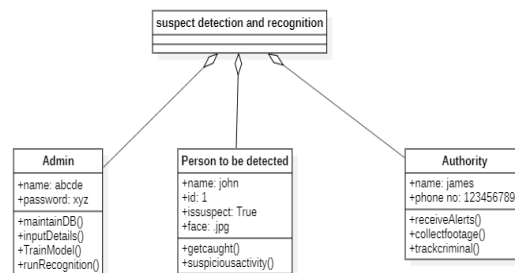 suspect detection and recognition
Admin
+name: abcde
+password: xyz
+maintainDB()
+inputDetails()
+TrainModel()
+runRecognition()
Person to be detected
+name: john
+id: 1
+issuspect: True
+face: .jpg
+getcaught()
+suspiciousactivity()
Authority
+name: james
+phone no: 123456789
+receiveAlerts()
+collectfootage()
+trackcriminal()